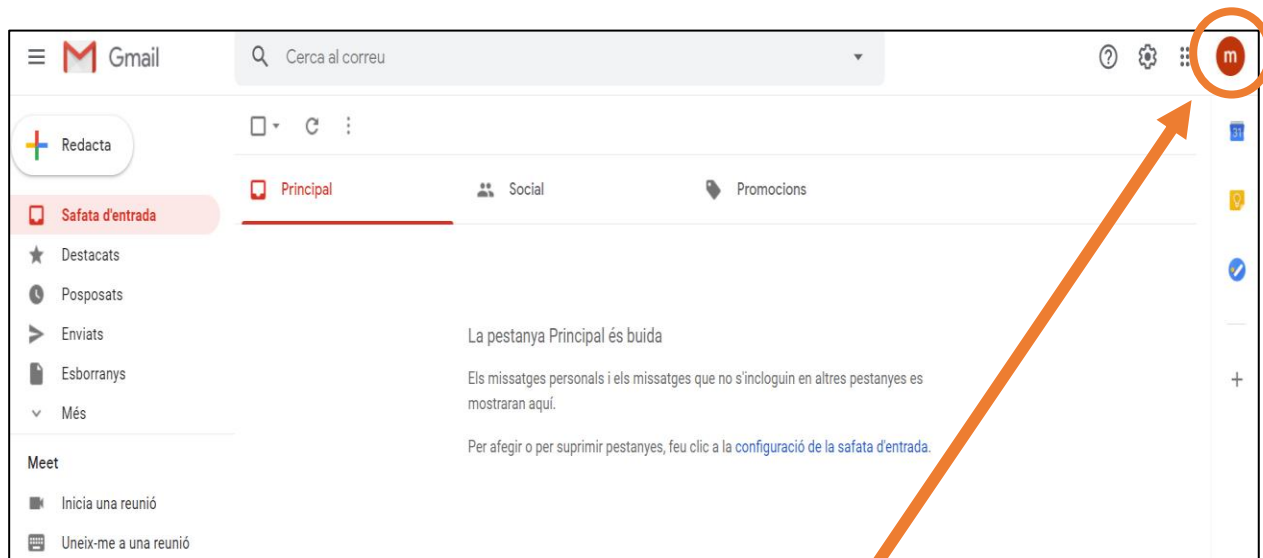 Gmail
Cerca al correu
m
Redacta
31
Principal
Social
Promocions
Safata d'entrada
Destacats
Posposats
Enviats
Esborranys
Més
La pestanya Principal és buida
Els missatges personals i els missatges que no s'incloguin en altres pestanyes es
mostraran aquí.
Per afegir o per suprimir pestanyes, feu clic a la configuració de la safata d'entrada.
Meet
Inicia una reunió
Uneix-me a una reunió